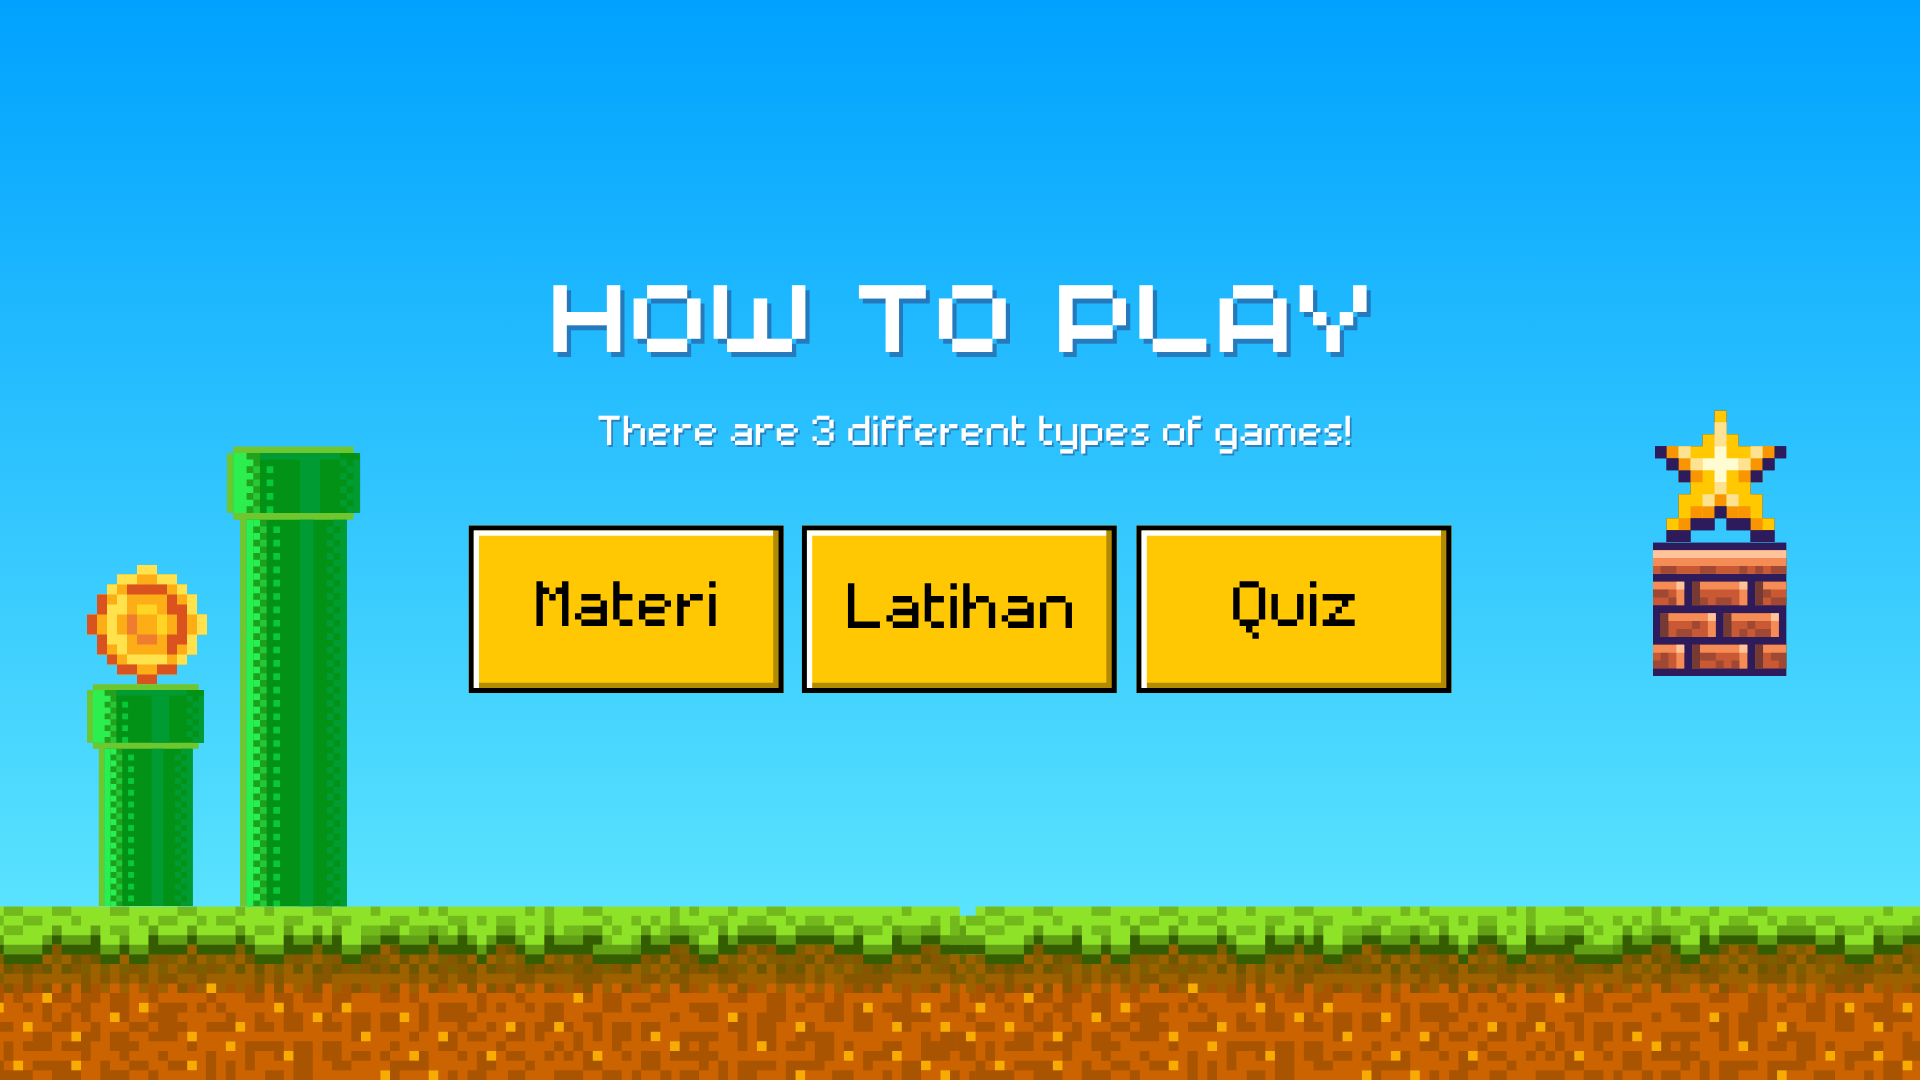 HOW TO PLAY
There are 3 different types of games!
Materi
Latihan
Quiz